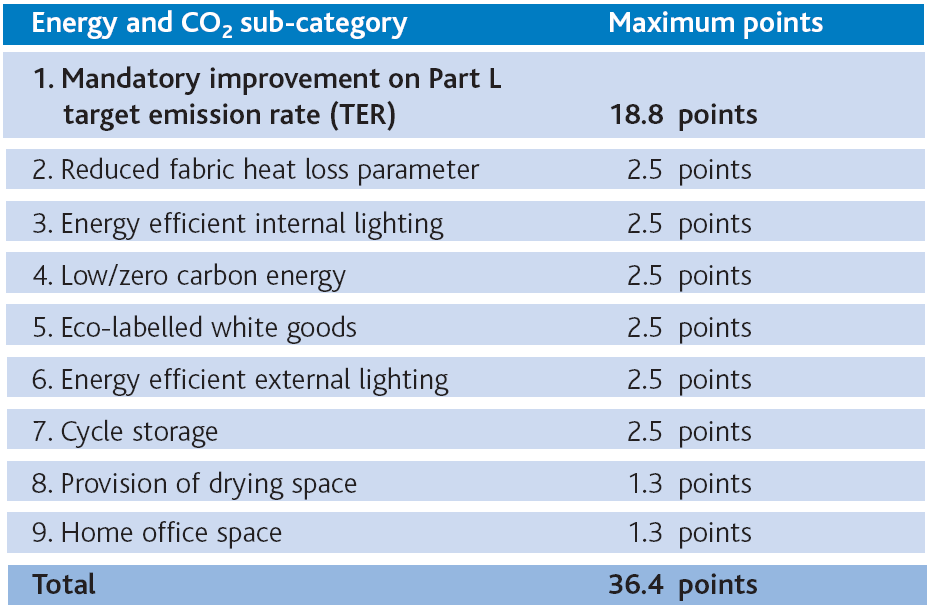 Energy and CO₂ sub-category Maximum points
1. Mandatory improvement on Part L
target emission rate (TER) 18.8 points
2. Reduced fabric heat loss parameter 2.5 points
3. Energy efficient internal lighting 2.5 points
4. Low/zero carbon energy 2.5 points
5. Eco-labelled white goods 2.5 points
6. Energy efficient external lighting 2.5 points
7. Cycle storage 2.5 points
8. Provision of drying space 1.3 points
9. Home office space 1.3 points
Total 36.4 points